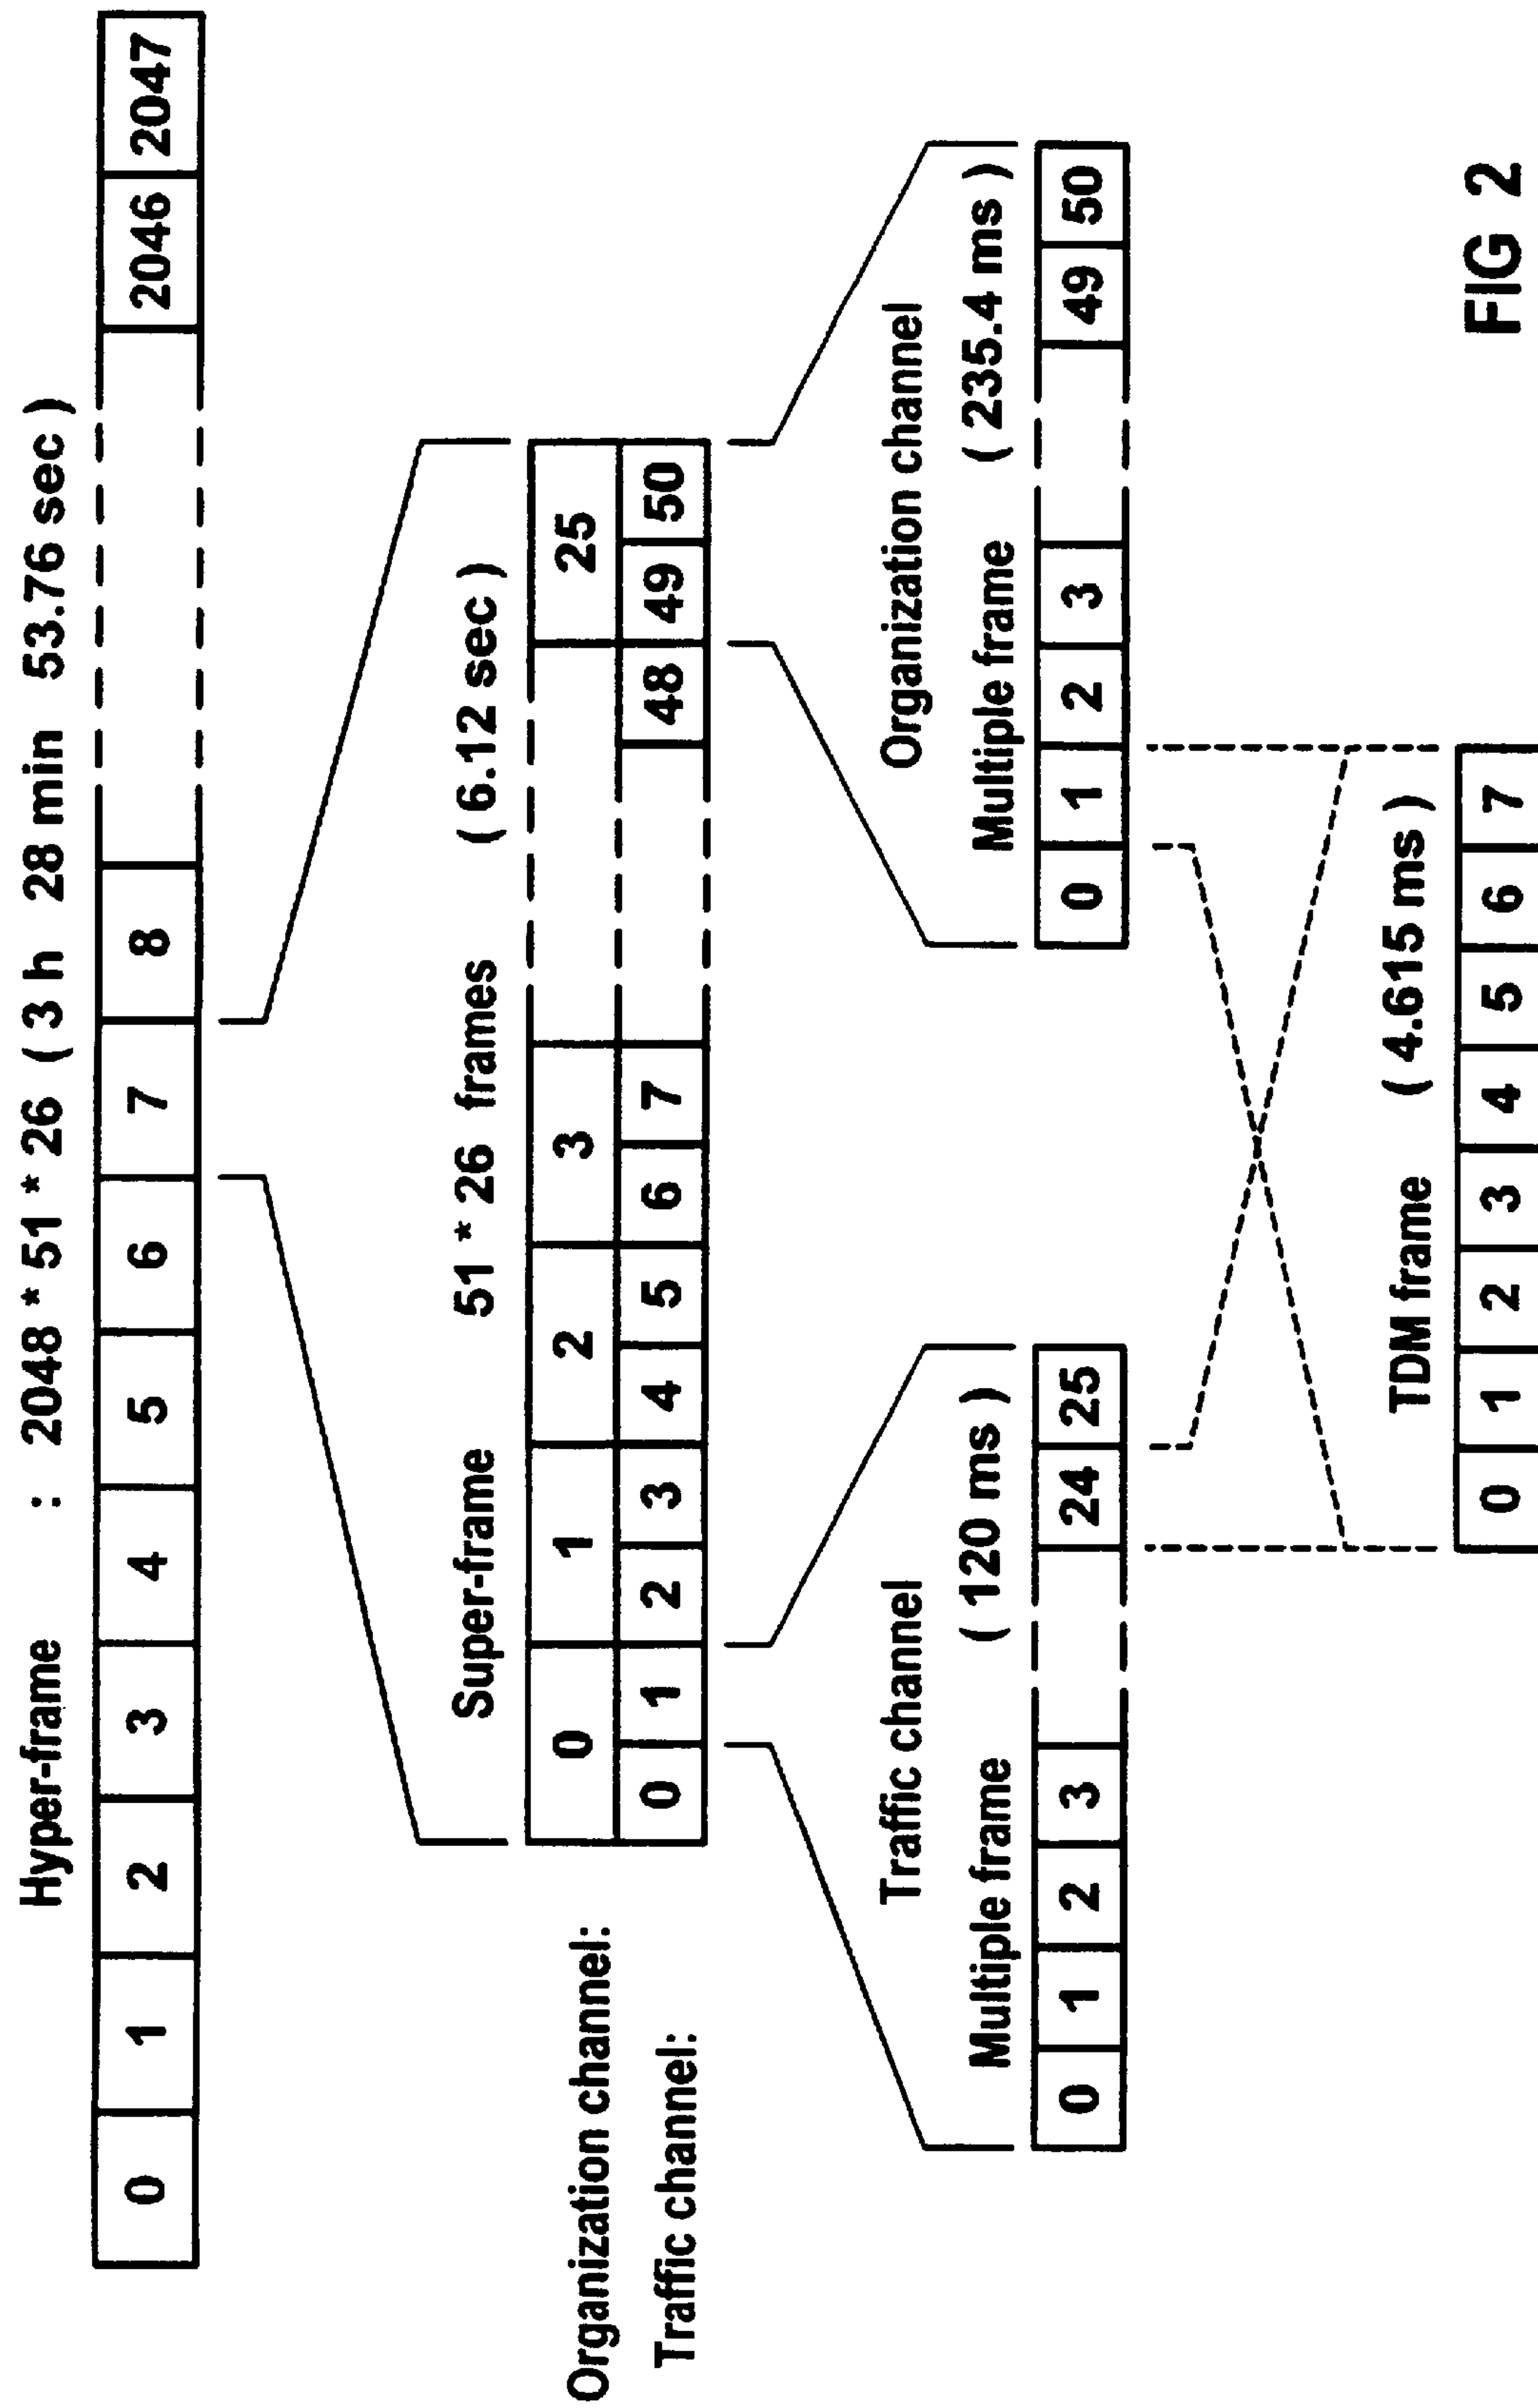 Hyper-frame : 2048 * 51 * 26 ( 3 h 28 min 53.76 sec )
0 1 2 3 4 5 6 7 8 2046 2047
Super-frame 51 * 26 frames ( 6.12 sec )
Organization channel: 0 1 2 3 25
Traffic channel: 0 1 2 3 4 5 6 7 48 49 50
Traffic channel
Multiple frame ( 120 ms )
0 1 2 3 24 25
Organization channel
Multiple frame ( 235.4 ms )
0 1 2 3 49 50
TDM frame ( 4.615 ms )
0 1 2 3 4 5 6 7
FIG 2